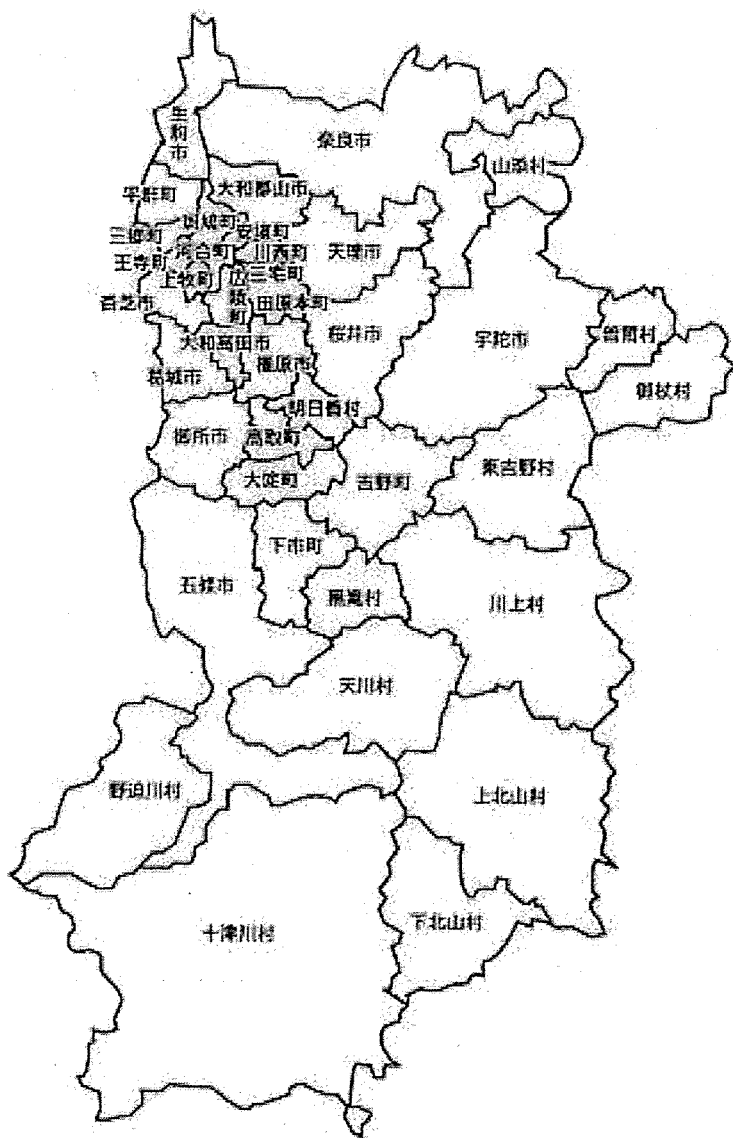 生駒市
奈良市
山添村
平群町
大和郡山市
斑鳩町
安堵町
三郷町
河合町
川西町
天理市
王寺町
上牧町
広陵町
三宅町
香芝市
田原本町
大和高田市
橿原市
桜井市
宇陀市
曽爾村
御杖村
葛城市
明日香村
御所市
高取町
大淀町
吉野町
東吉野村
下市町
五條市
黒滝村
川上村
天川村
野迫川村
上北山村
十津川村
下北山村